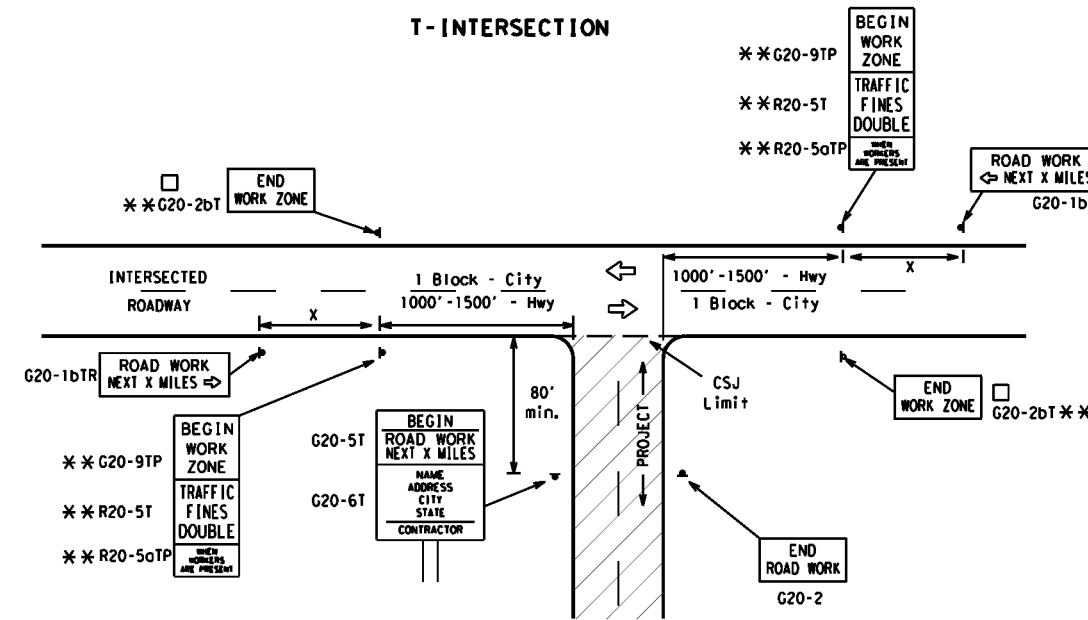 T-INTERSECTION
BEGIN
WORK
ZONE
**G20-9TP
TRAFFIC
FINES
DOUBLE
**R20-5T
WHEN
WORKERS
ARE PRESENT
**R20-5aTP
ROAD WORK
⇦ NEXT X MILES
G20-1b
□
**G20-2bT
END
WORK ZONE
INTERSECTED
ROADWAY
1 Block - City
1000'-1500' - Hwy
1000'-1500' - Hwy
1 Block - City
X
X
G20-1bTR
ROAD WORK
NEXT X MILES ⇨
80'
min.
CSJ
Limit
PROJECT
END
WORK ZONE
□
G20-2bT**
**G20-9TP
BEGIN
WORK
ZONE
**R20-5T
TRAFFIC
FINES
DOUBLE
**R20-5aTP
WHEN
WORKERS
ARE PRESENT
G20-5T
BEGIN
ROAD WORK
NEXT X MILES
G20-6T
NAME
ADDRESS
CITY
STATE
CONTRACTOR
END
ROAD WORK
G20-2